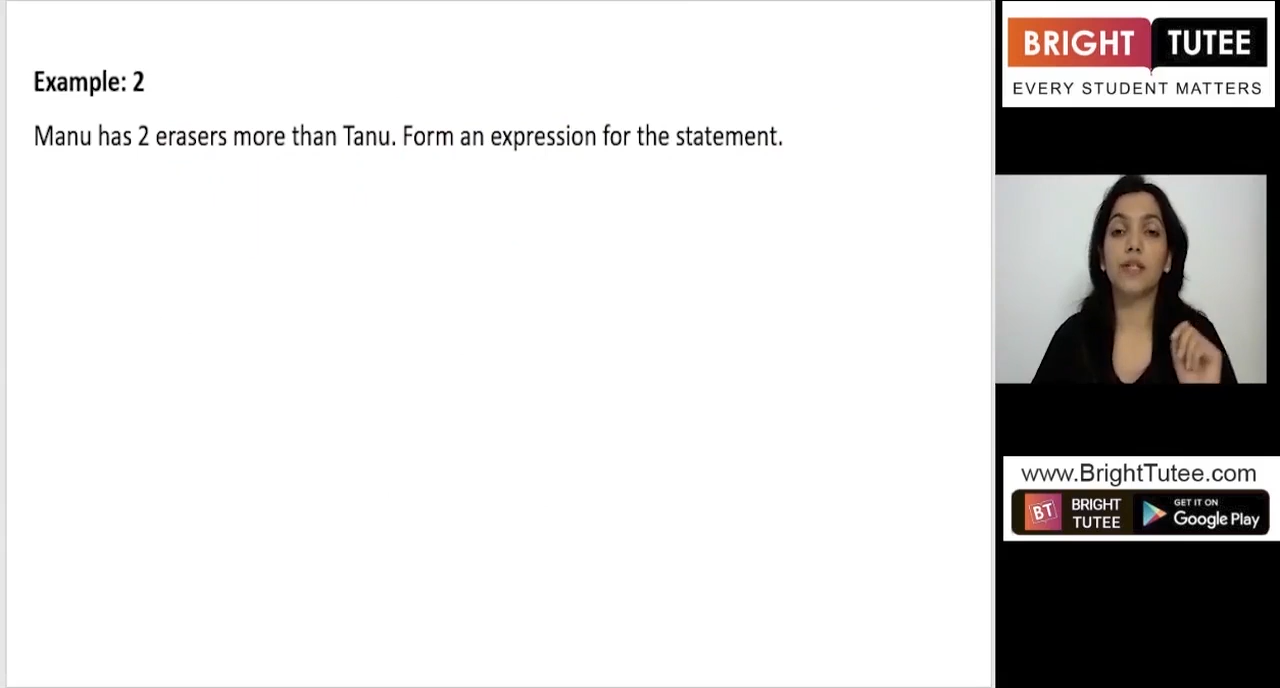 Example: 2
Manu has 2 erasers more than Tanu. Form an expression for the statement.
BRIGHT TUTEE
EVERY STUDENT MATTERS
www.BrightTutee.com
BT
BRIGHT
TUTEE
GET IT ON
Google Play